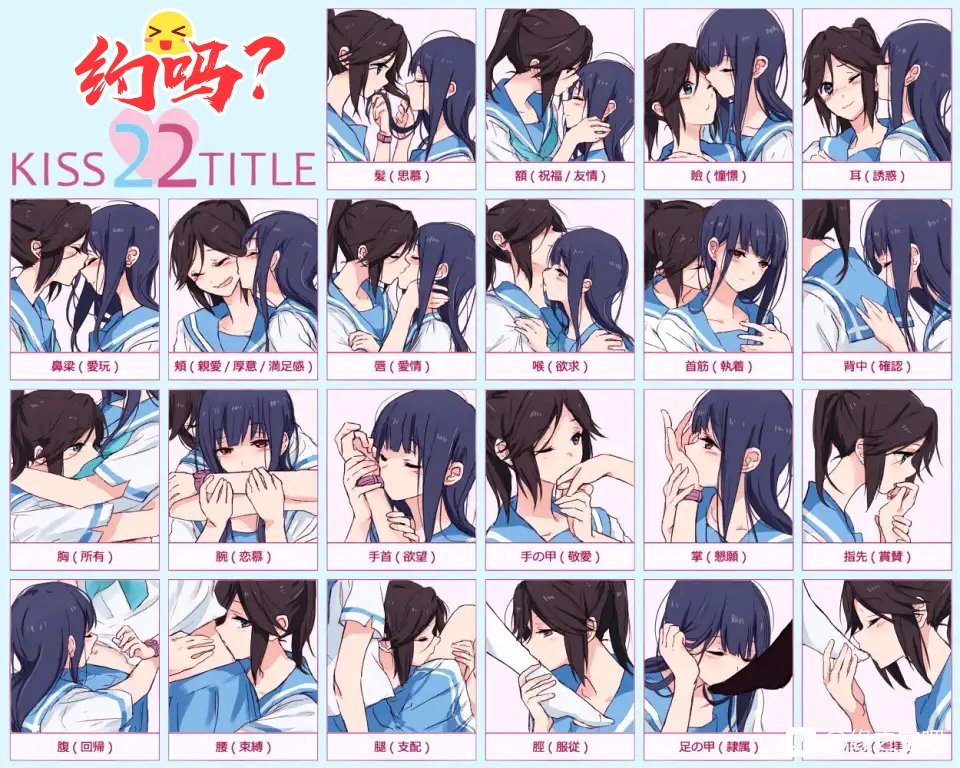 约吗?
KISS 22 TITLE
髪(思慕)
額(祝福/友情)
瞼(憧憬)
耳(誘惑)
鼻梁(愛玩)
頬(親愛/厚意/満足感)
唇(愛情)
喉(欲求)
首筋(執着)
背中(確認)
胸(所有)
腕(恋慕)
手首(欲望)
手の甲(敬愛)
掌(懇願)
指先(賞賛)
腹(回帰)
腰(束縛)
腿(支配)
脛(服従)
足の甲(隷属)